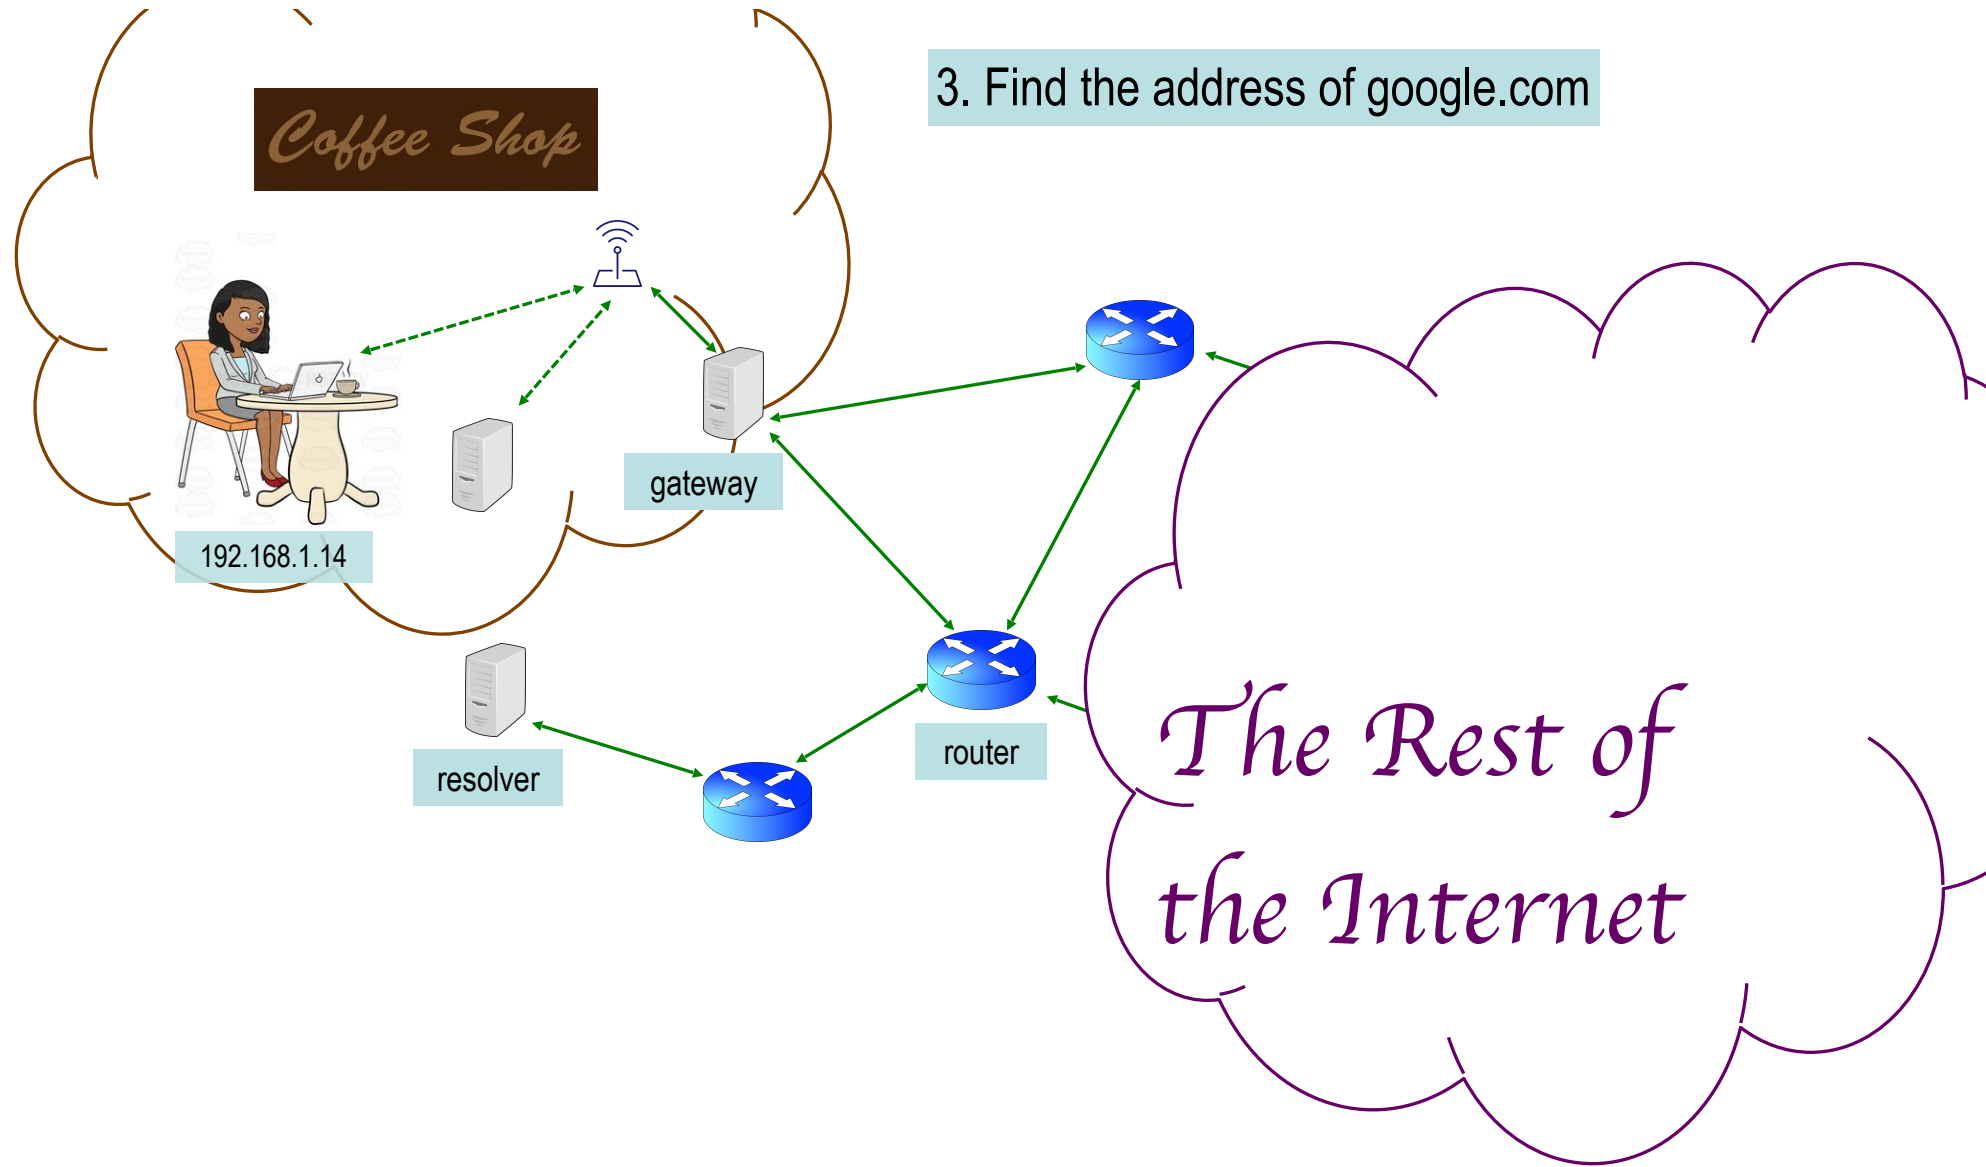 3. Find the address of google.com
Coffee Shop
gateway
192.168.1.14
resolver
router
The Rest of
the Internet